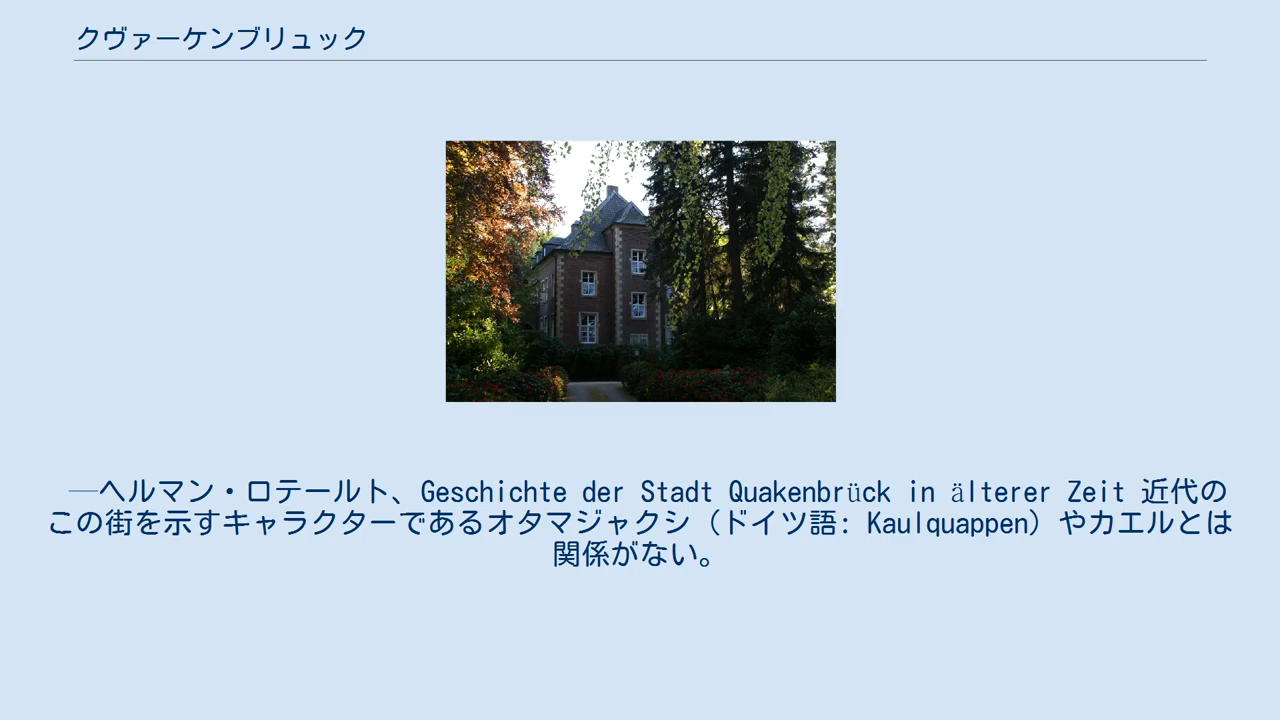 クヴァーケンブリュック
―ヘルマン・ロテールト、Geschichte der Stadt Quakenbrück in älterer Zeit 近代の
この街を示すキャラクターであるオタマジャクシ（ドイツ語: Kaulquappen）やカエルとは
関係がない。